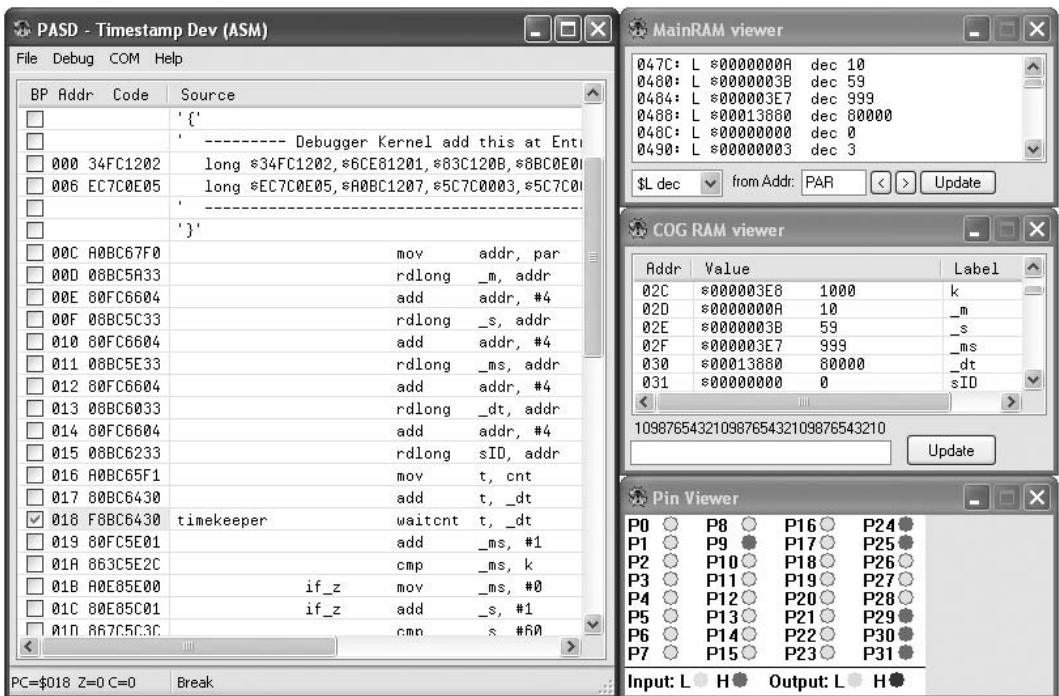 PASD - Timestamp Dev (ASM)
File Debug COM Help
BP Addr Code Source
'{'
' --------- Debugger Kernel add this at Entr
000 34FC1202 long $34FC1202,$6CE81201,$83C120B,$8BC0E0
006 EC7C0E05 long $EC7C0E05,$A0BC1207,$5C7C0003,$5C7C0
' ------------------------------------------
'}'
00C A0BC67F0 mov addr, par
00D 08BC5A33 rdlong _m, addr
00E 80FC6604 add addr, #4
00F 08BC5C33 rdlong _s, addr
010 80FC6604 add addr, #4
011 08BC5E33 rdlong _ms, addr
012 80FC6604 add addr, #4
013 08BC6033 rdlong _dt, addr
014 80FC6604 add addr, #4
015 08BC6233 rdlong sID, addr
016 A0BC65F1 mov t, cnt
017 80BC6430 add t, _dt
018 F8BC6430 timekeeper waitcnt t, _dt
019 80FC5E01 add _ms, #1
01A 863C5E2C cmp _ms, k
01B A0E85E00 if_z mov _ms, #0
01C 80E85C01 if_z add _s, #1
01D 867C5C3C cmp _s #60
PC=$018 Z=0 C=0 Break
MainRAM viewer
047C: L $0000000A dec 10
0480: L $0000003B dec 59
0484: L $000003E7 dec 999
0488: L $00013880 dec 80000
048C: L $00000000 dec 0
0490: L $00000003 dec 3
$L dec from Addr: PAR < > Update
COG RAM viewer
Addr Value Label
02C $000003E8 1000 k
02D $0000000A 10 _m
02E $0000003B 59 _s
02F $000003E7 999 _ms
030 $00013880 80000 _dt
031 $00000000 0 sID
10987654321098765432109876543210
Update
Pin Viewer
P0 P8 P16 P24
P1 P9 P17 P25
P2 P10 P18 P26
P3 P11 P19 P27
P4 P12 P20 P28
P5 P13 P21 P29
P6 P14 P22 P30
P7 P15 P23 P31
Input: L H Output: L H